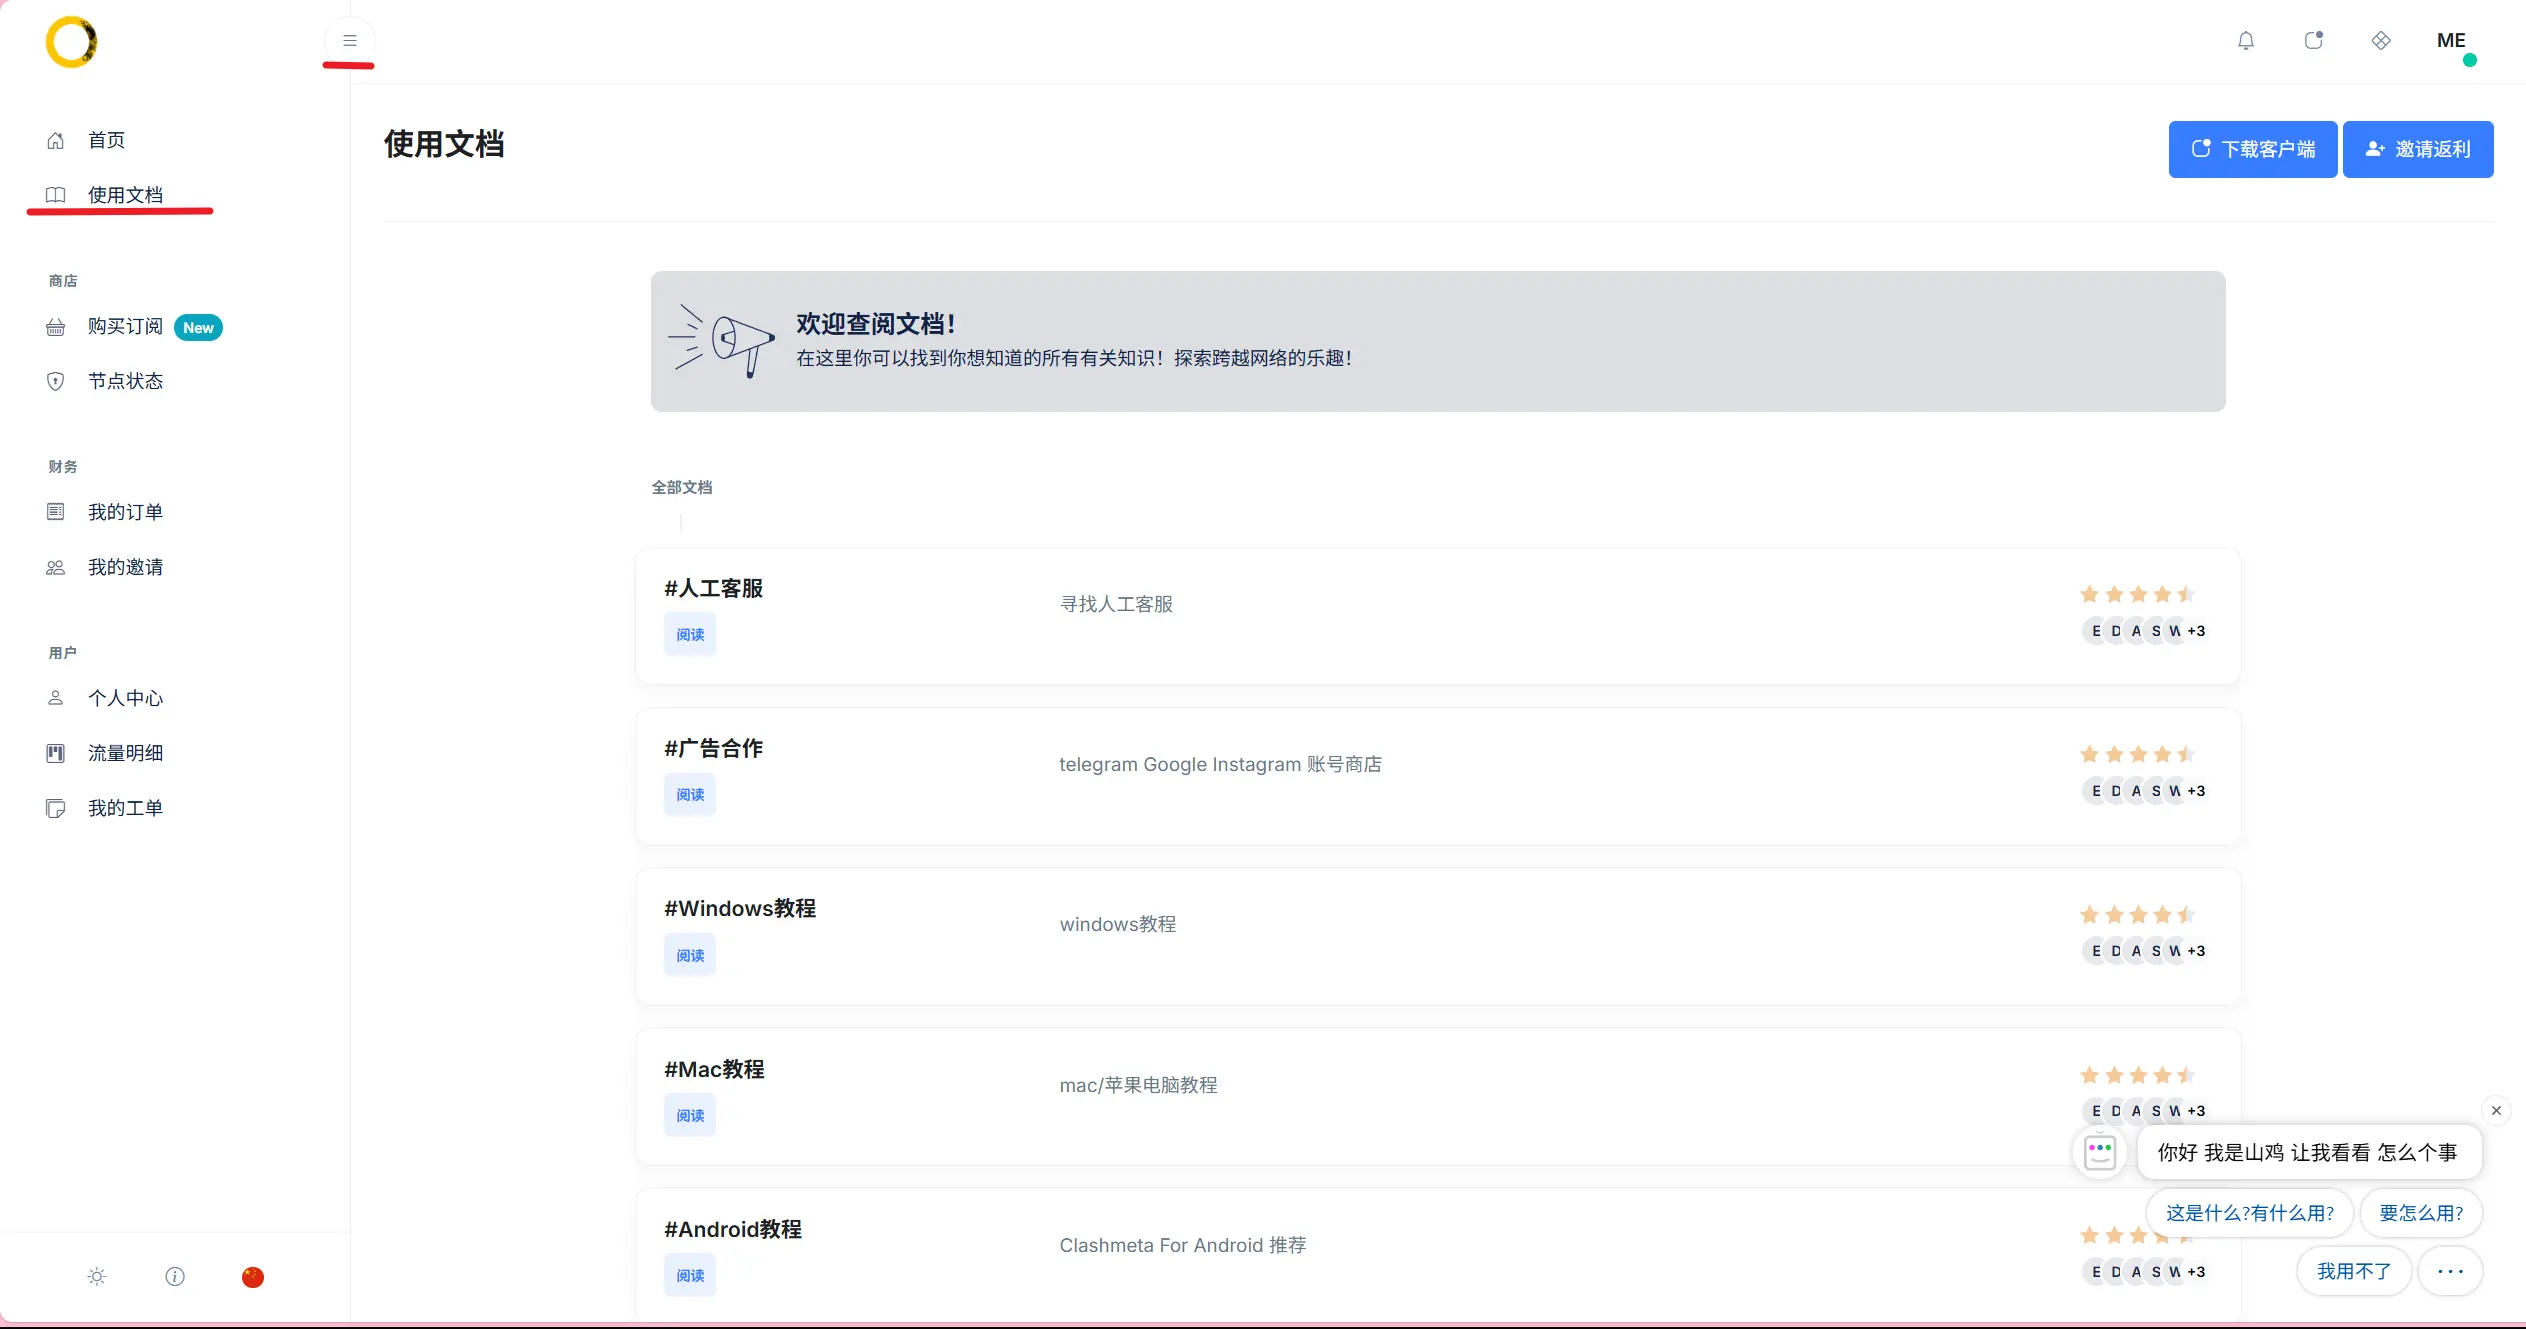 ME
首页
使用文档
商店
购买订阅 New
节点状态
财务
我的订单
我的邀请
用户
个人中心
流量明细
我的工单
使用文档
下载客户端
邀请返利
欢迎查阅文档！
在这里你可以找到你想知道的所有有关知识！探索跨越网络的乐趣！
全部文档
#人工客服
阅读
寻找人工客服
E D A S W +3
#广告合作
阅读
telegram Google Instagram 账号商店
E D A S W +3
#Windows教程
阅读
windows教程
E D A S W +3
#Mac教程
阅读
mac/苹果电脑教程
E D A S W +3
#Android教程
阅读
Clashmeta For Android 推荐
E D A S W +3
你好 我是山鸡 让我看看 怎么个事
这是什么?有什么用?
要怎么用?
我用不了
···